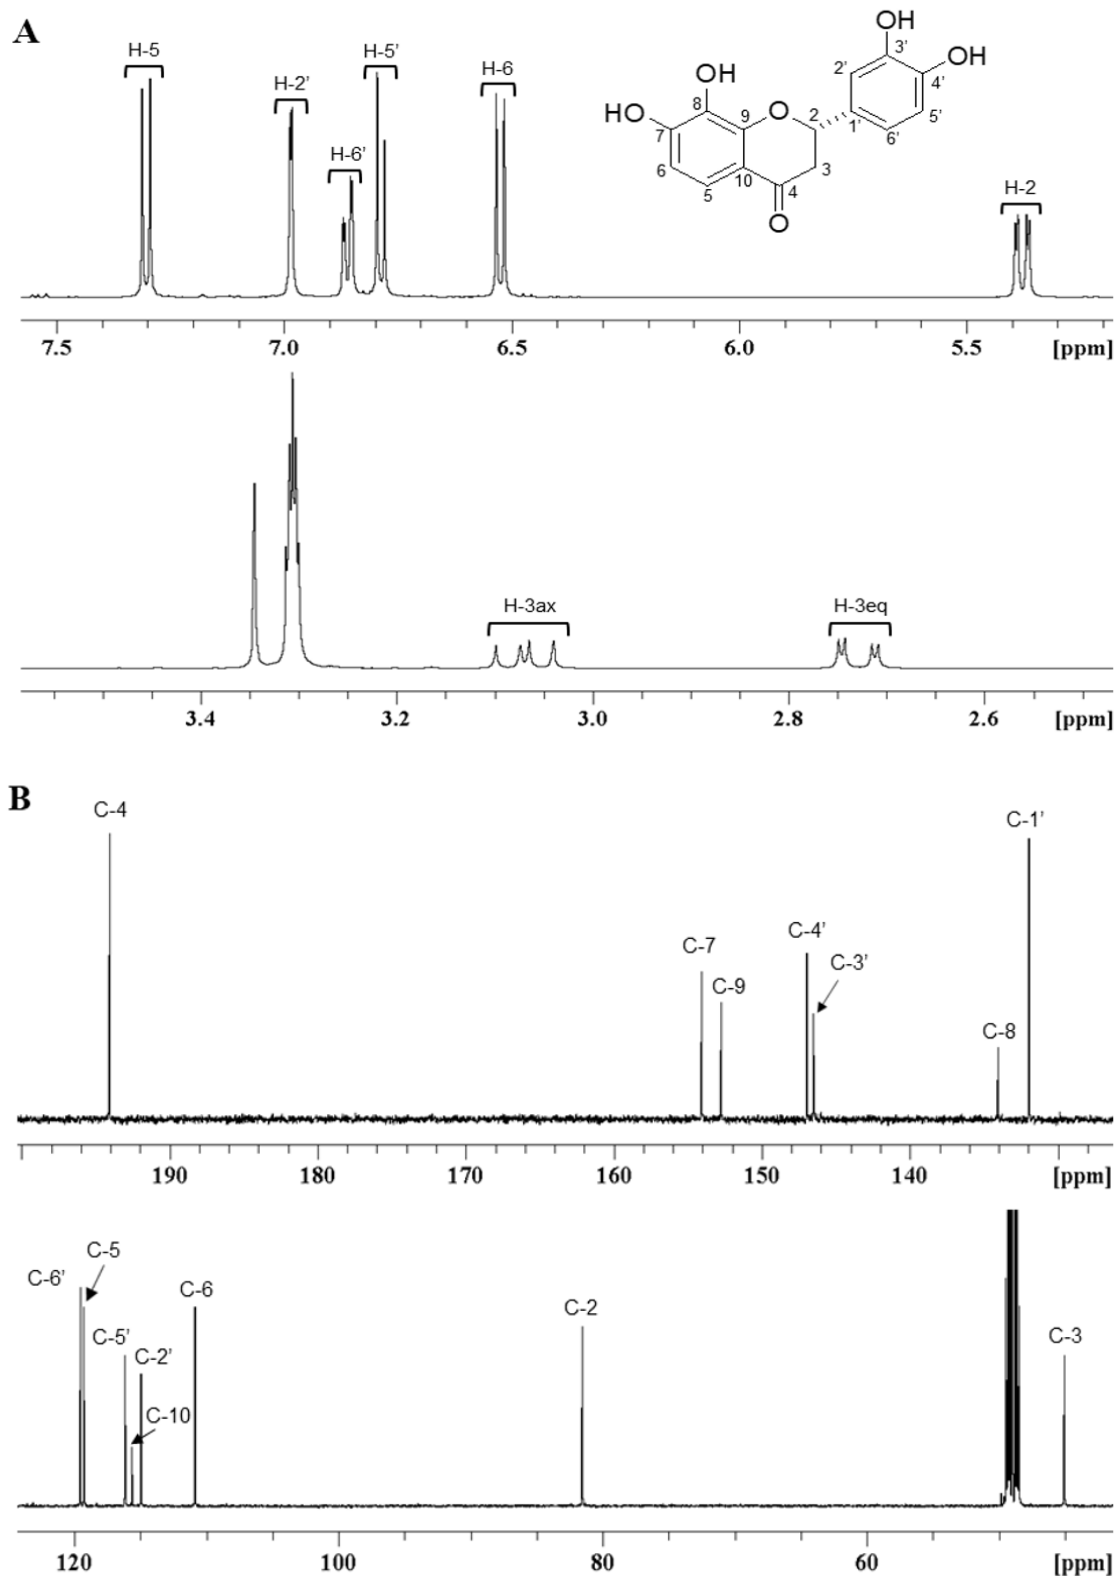 A
H-5
H-2'
H-6'
H-5'
H-6
H-2
OH
HO
O
OH
OH
O
2
3
4
5
6
7
8
9
10
1'
2'
3'
4'
5'
6'
7.5 7.0 6.5 6.0 5.5 [ppm]
H-3ax
H-3eq
3.4 3.2 3.0 2.8 2.6 [ppm]
B
C-4
C-7
C-9
C-4'
C-3'
C-8
C-1'
190 180 170 160 150 140 [ppm]
C-6'
C-5
C-5'
C-2'
C-10
C-6
C-2
C-3
120 100 80 60 [ppm]